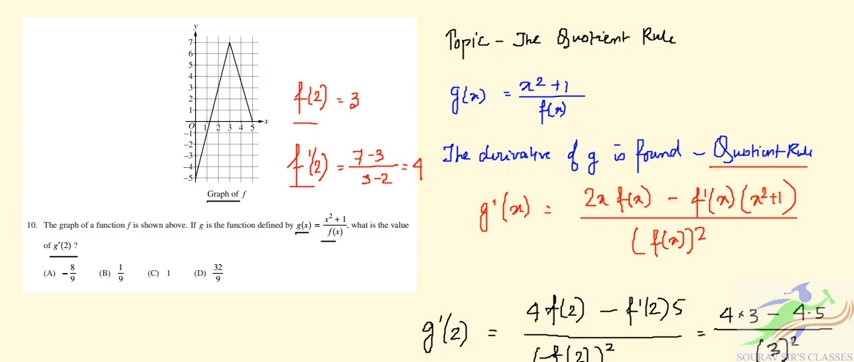 Topic - The Quotient Rule
y
7
6
5
4
3
2
1
O 1 2 3 4 5 x
-1
-2
-3
-4
-5
Graph of f
f(2) = 3
f'(2) = (7-3)/(3-2) = 4
10. The graph of a function f is shown above. If g is the function defined by g(x) = (x² + 1)/f(x), what is the value
of g′(2) ?
(A) -8/9 (B) 1/9 (C) 1 (D) 32/9
g(x) = (x² + 1)/f(x)
The derivative of g is found - Quotient Rule
g'(x) = (2x f(x) - f'(x) (x²+1))/(f(x))²
g'(2) = (4f(2) - f'(2) 5)/(f(2))² = (4×3 - 4.5)/(3)²
SOURAV SIR'S CLASSES